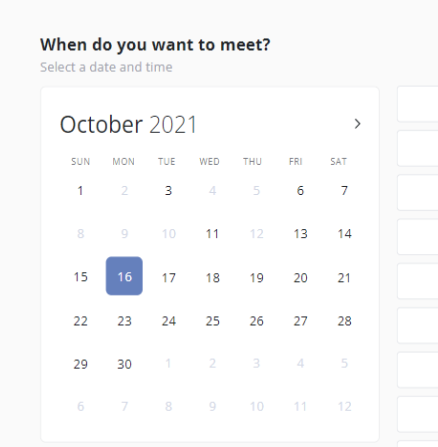 When do you want to meet?
Select a date and time
October 2021
SUN MON TUE WED THU FRI SAT
1 2 3 4 5 6 7
8 9 10 11 12 13 14
15 16 17 18 19 20 21
22 23 24 25 26 27 28
29 30 1 2 3 4 5
6 7 8 9 10 11 12